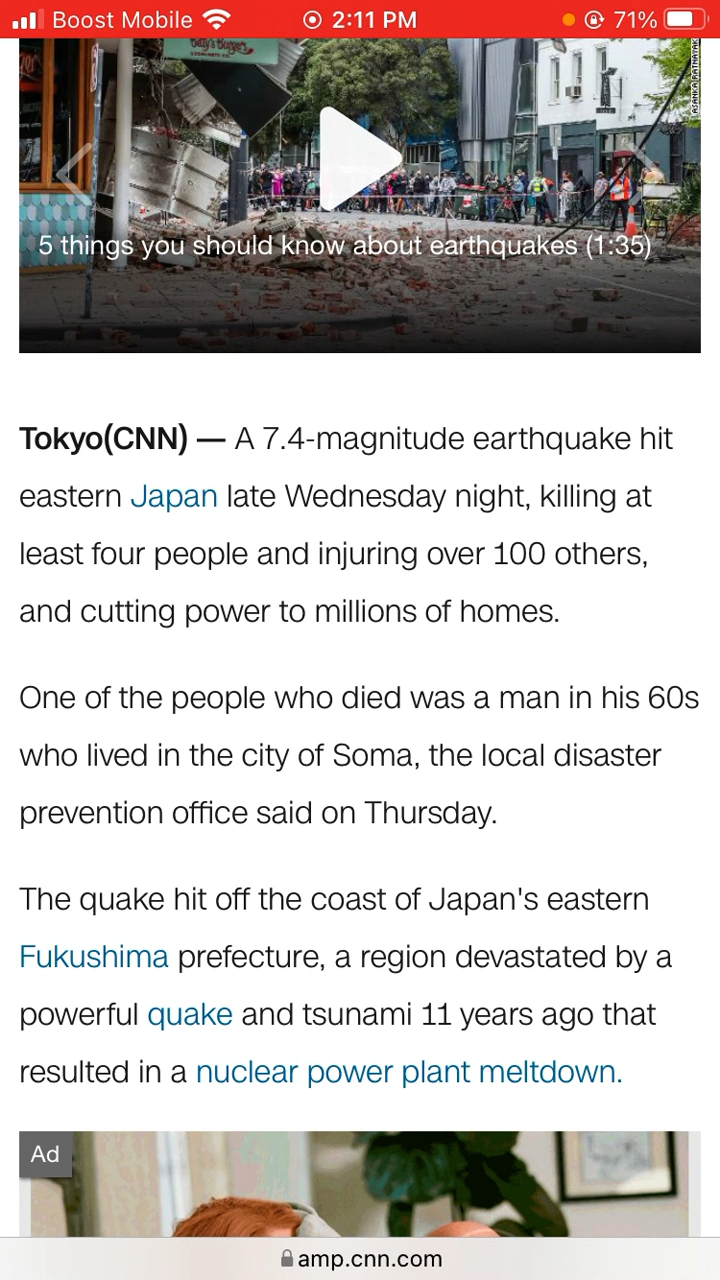 Boost Mobile 2:11 PM 71%
ASANKA RATNAYAK
5 things you should know about earthquakes (1:35)
Tokyo(CNN) — A 7.4-magnitude earthquake hit
eastern Japan late Wednesday night, killing at
least four people and injuring over 100 others,
and cutting power to millions of homes.
One of the people who died was a man in his 60s
who lived in the city of Soma, the local disaster
prevention office said on Thursday.
The quake hit off the coast of Japan's eastern
Fukushima prefecture, a region devastated by a
powerful quake and tsunami 11 years ago that
resulted in a nuclear power plant meltdown.
Ad
amp.cnn.com